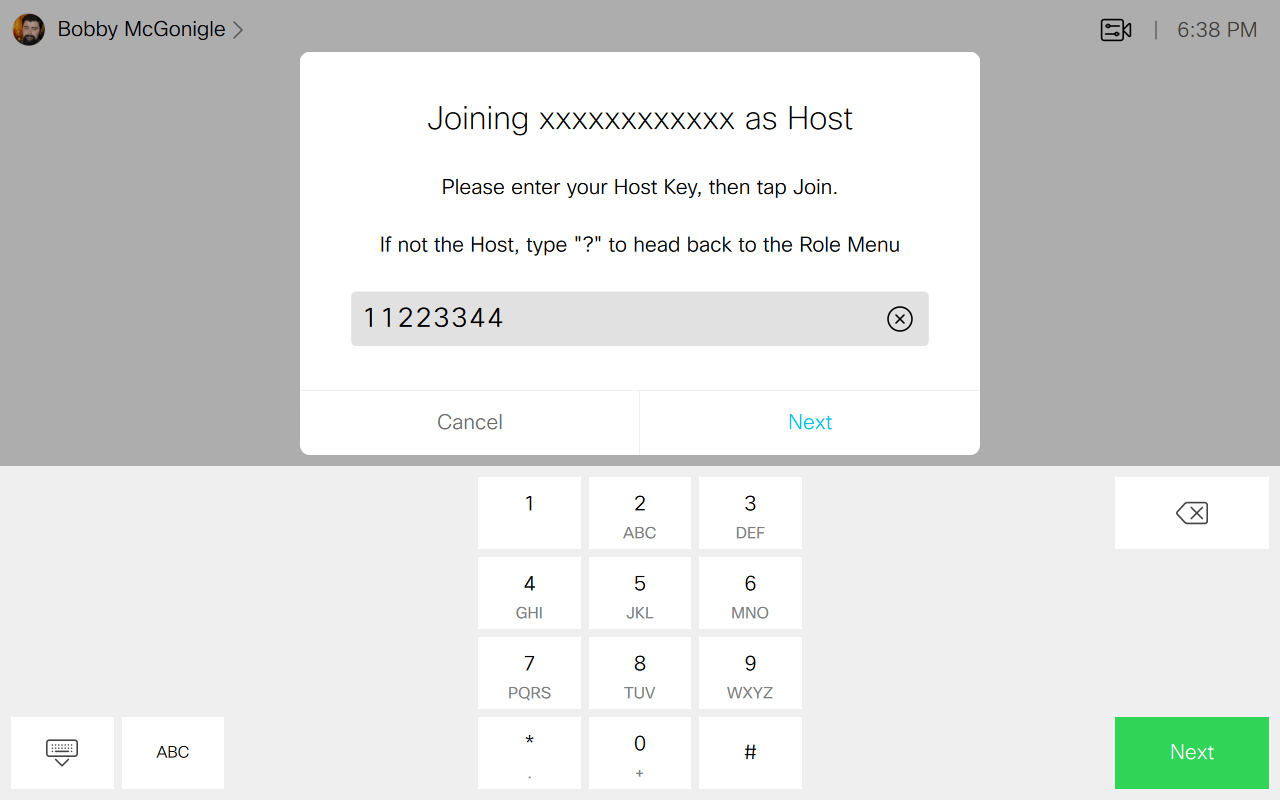 Bobby McGonigle
6:38 PM
Joining xxxxxxxxxxxx as Host
Please enter your Host Key, then tap Join.
If not the Host, type "?" to head back to the Role Menu
11223344
Cancel
Next
1
2
ABC
3
DEF
4
GHI
5
JKL
6
MNO
7
PQRS
8
TUV
9
WXYZ
ABC
*
.
0
+
#
Next